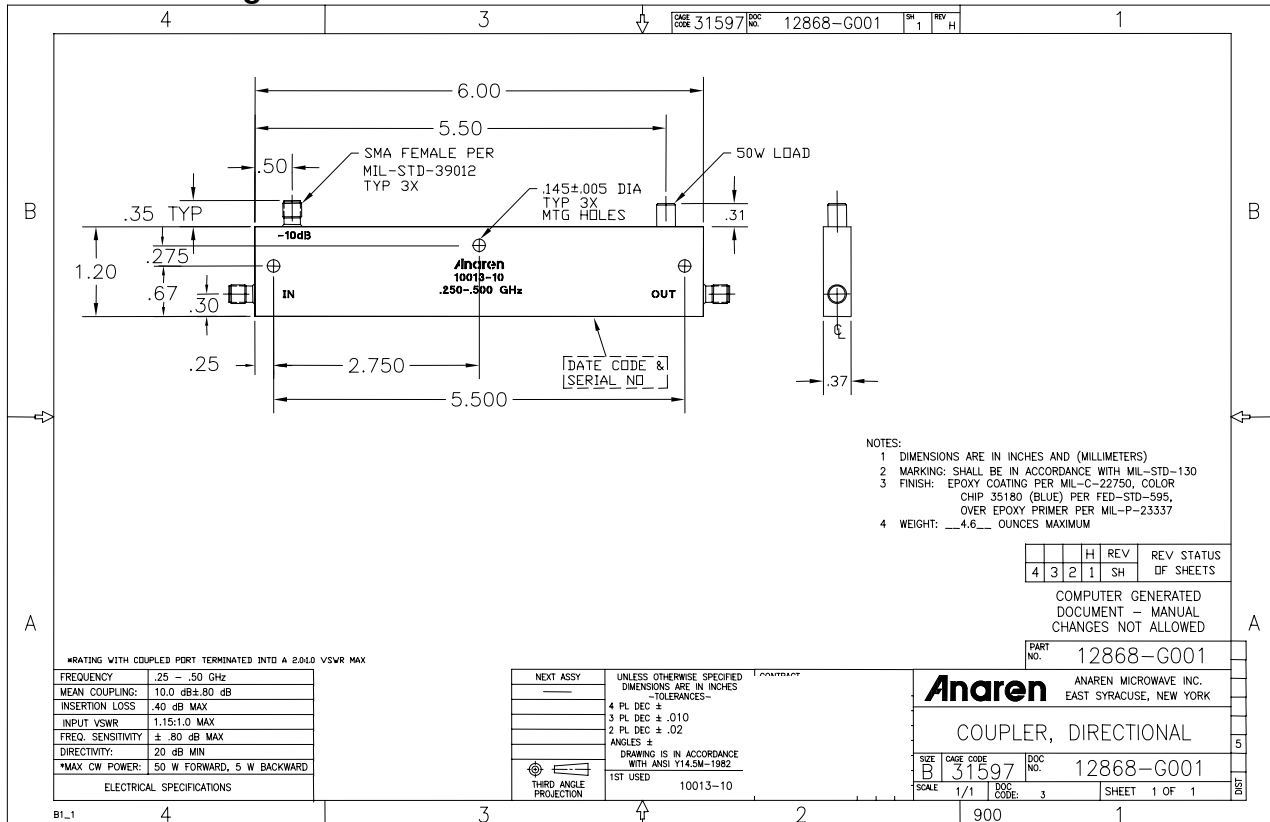 4 3 1
CAGE CODE 31597 DOC NO. 12868-G001 SH 1 REV H
6.00
5.50
.50
SMA FEMALE PER
MIL-STD-39012
TYP 3X
50W LOAD
.145±.005 DIA
TYP 3X
MTG HOLES
.35 TYP
.31
B B
-10dB
.275
1.20
.67
.30
Anaren
10013-10
.250-.500 GHz
IN OUT
.25
2.750
DATE CODE &
SERIAL NO
5.500
.37
NOTES:
1 DIMENSIONS ARE IN INCHES AND (MILLIMETERS)
2 MARKING: SHALL BE IN ACCORDANCE WITH MIL-STD-130
3 FINISH: EPOXY COATING PER MIL-C-22750, COLOR
CHIP 35180 (BLUE) PER FED-STD-595,
OVER EPOXY PRIMER PER MIL-P-23337
4 WEIGHT: __4.6__ OUNCES MAXIMUM
H REV REV STATUS
4 3 2 1 SH OF SHEETS
COMPUTER GENERATED
DOCUMENT - MANUAL
CHANGES NOT ALLOWED
A A
PART NO. 12868-G001
*RATING WITH COUPLED PORT TERMINATED INTO A VSWR MAX
FREQUENCY .25 - .50 GHz
MEAN COUPLING: 10.0 dB±.80 dB
INSERTION LOSS .40 dB MAX
INPUT VSWR 1.15:1.0 MAX
FREQ. SENSITIVITY ± .80 dB MAX
DIRECTIVITY: 20 dB MIN
*MAX CW POWER: 50 W FORWARD, 5 W BACKWARD
ELECTRICAL SPECIFICATIONS
NEXT ASSY
THIRD ANGLE
PROJECTION
UNLESS OTHERWISE SPECIFIED
DIMENSIONS ARE IN INCHES
-TOLERANCES-
4 PL DEC ±
3 PL DEC ± .010
2 PL DEC ± .02
ANGLES ±
DRAWING IS IN ACCORDANCE
WITH ANSI Y14.5M-1982
1ST USED
10013-10
Anaren
ANAREN MICROWAVE INC.
EAST SYRACUSE, NEW YORK
COUPLER, DIRECTIONAL
SIZE B CAGE CODE 31597 DOC NO. 12868-G001
SCALE 1/1 DOC CODE: 3 SHEET 1 OF 1
5
DIST
B1_1 4 3 2 900 1